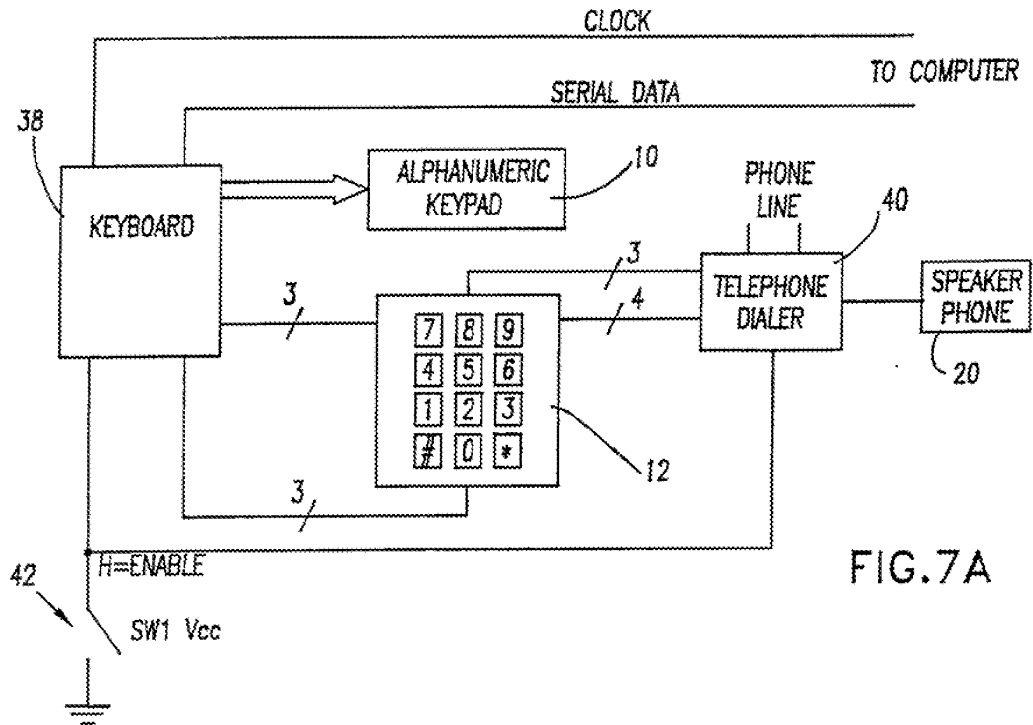 CLOCK
TO COMPUTER
SERIAL DATA
38
KEYBOARD
ALPHANUMERIC
KEYPAD
10
PHONE
LINE
40
TELEPHONE
DIALER
SPEAKER
PHONE
20
3
4
3
7 8 9
4 5 6
1 2 3
# 0 *
12
3
H=ENABLE
42
SW1 Vcc
FIG.7A